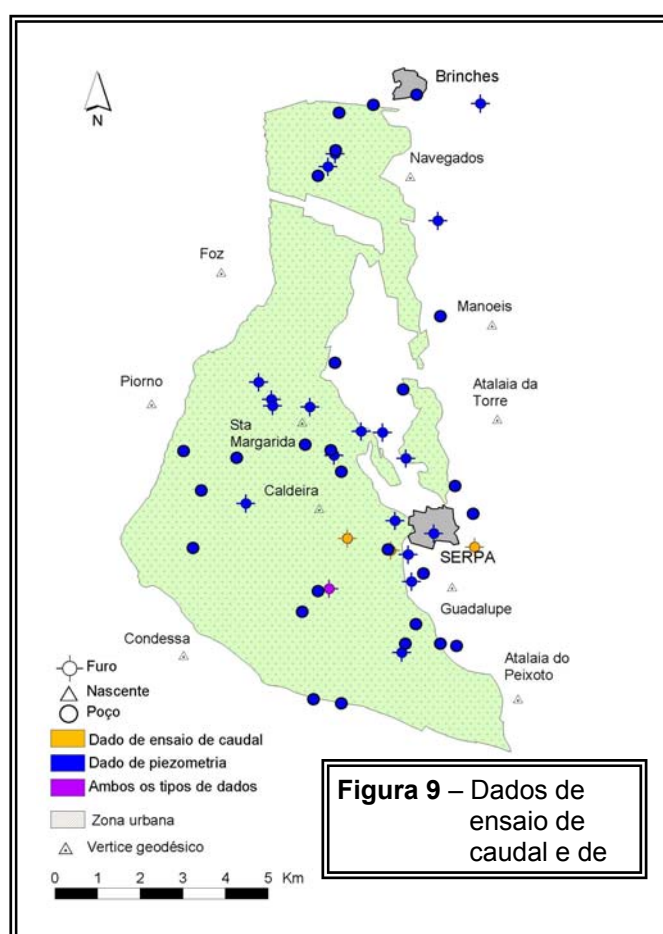 Brinches
N
Navegados
Foz
Manoeis
Piorno
Atalaia da
Torre
Sta
Margarida
Caldeira
SERPA
Guadalupe
Condessa
Atalaia do
Peixoto
Furo
Nascente
Poço
Dado de ensaio de caudal
Dado de piezometria
Ambos os tipos de dados
Zona urbana
Vertice geodésico
0 1 2 3 4 5 Km
Figura 9 – Dados de
ensaio de
caudal e de